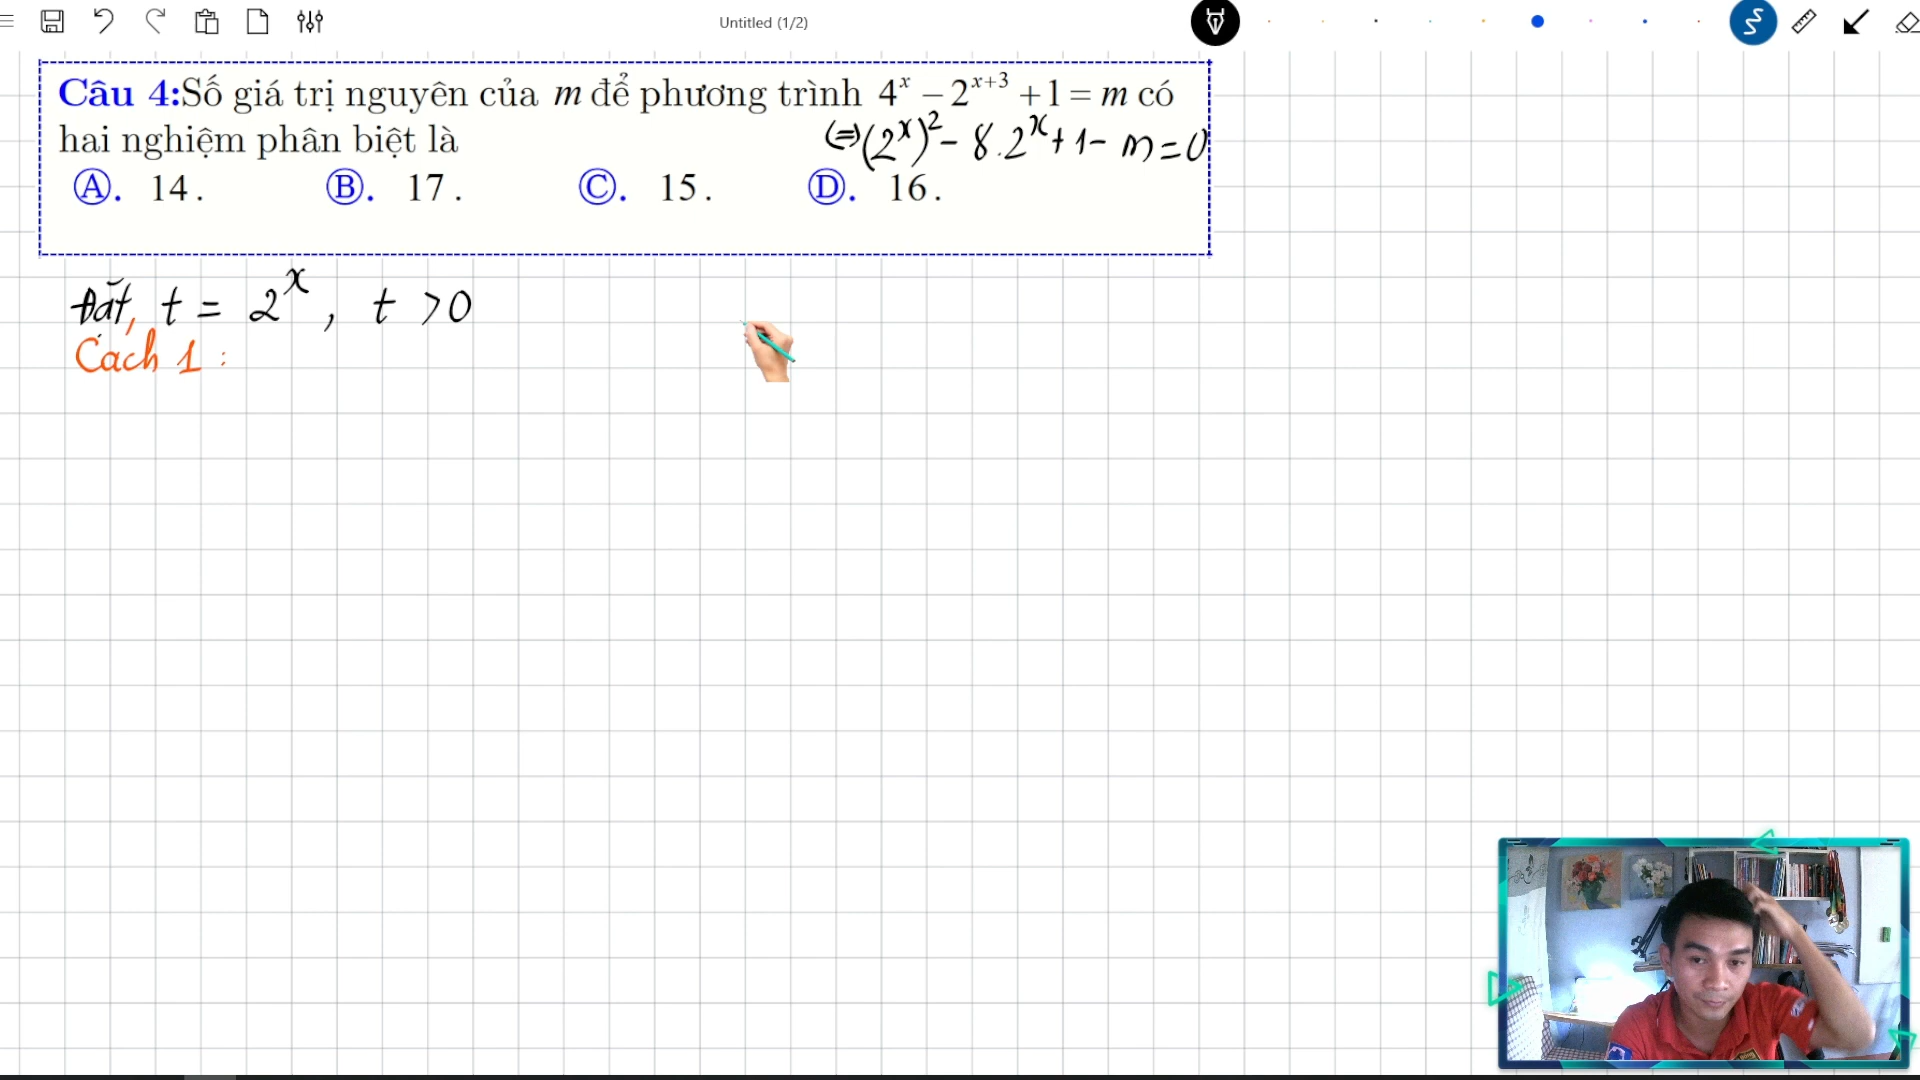 Untitled (1/2)
Câu 4:Số giá trị nguyên của m để phương trình 4^x − 2^{x+3} + 1 = m có
hai nghiệm phân biệt là
(=) (2^x)^2 − 8.2^x + 1 − m = 0
A. 14. B. 17. C. 15. D. 16.
Đặt, t = 2^x, t > 0
Cách 1 :